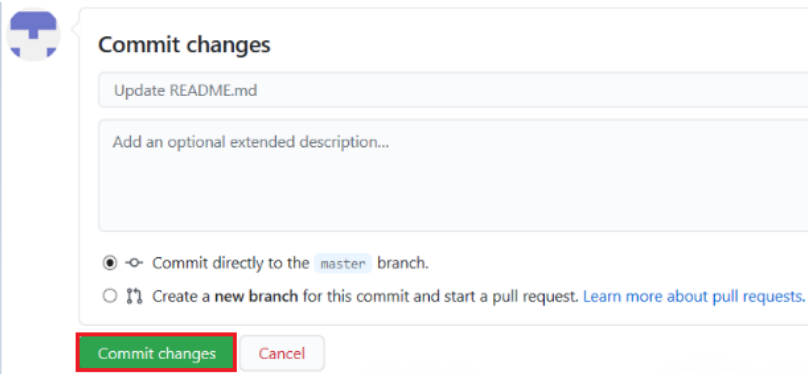 Commit changes
Update README.md
Add an optional extended description...
Commit directly to the master branch.
Create a new branch for this commit and start a pull request. Learn more about pull requests.
Commit changes Cancel